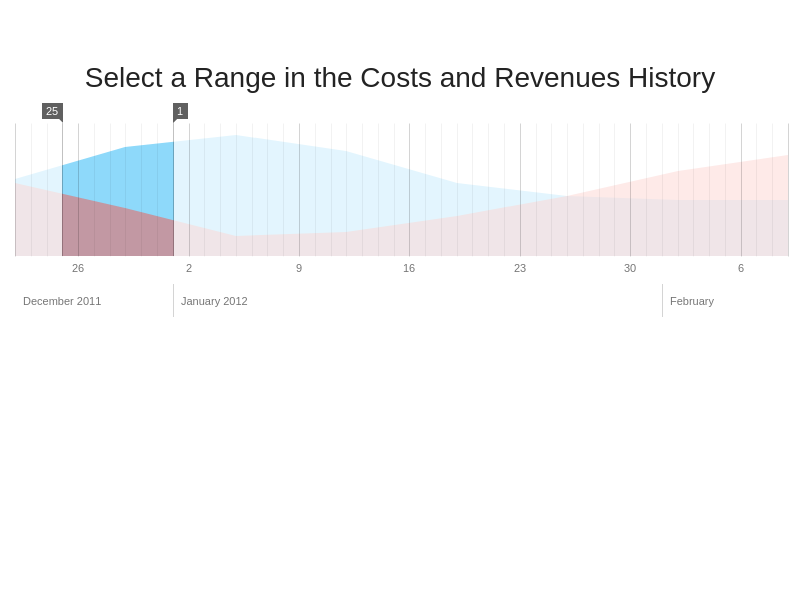 Select a Range in the Costs and Revenues History
25 1
26 2 9 16 23 30 6
December 2011 January 2012 February